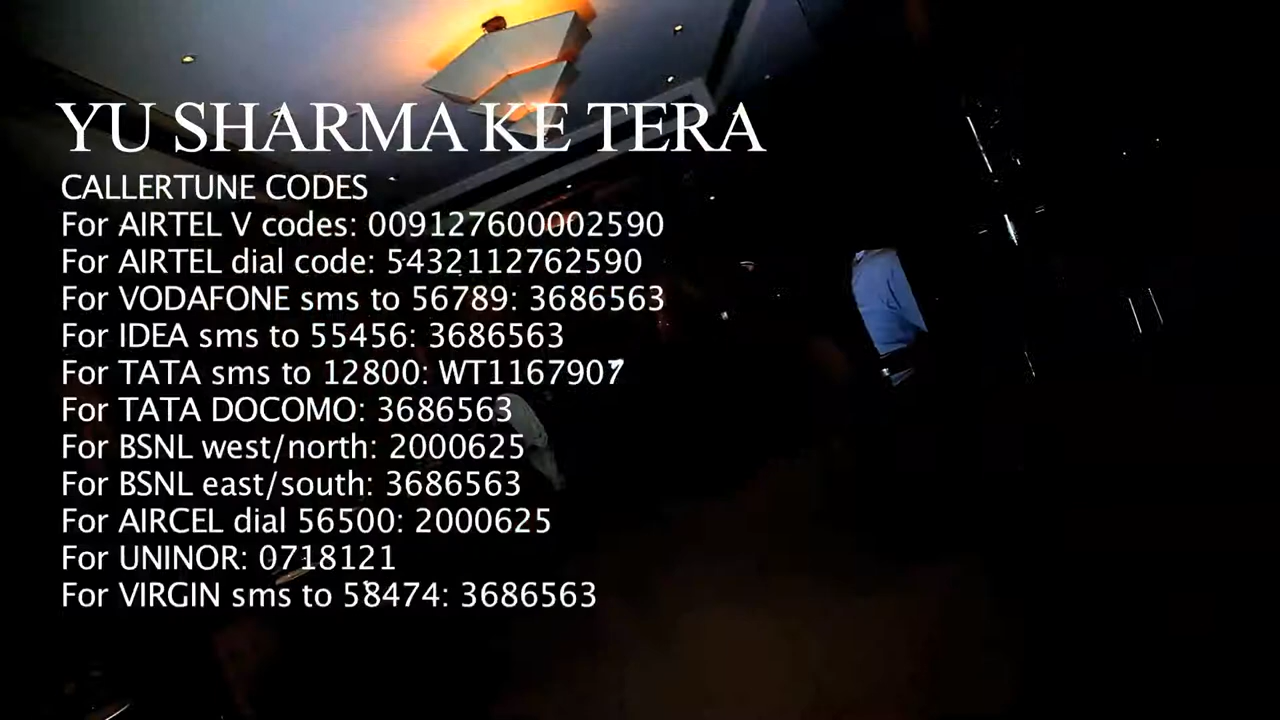 YU SHARMA KE TERA
CALLERTUNE CODES
For AIRTEL V codes: 009127600002590
For AIRTEL dial code: 5432112762590
For VODAFONE sms to 56789: 3686563
For IDEA sms to 55456: 3686563
For TATA sms to 12800: WT1167907
For TATA DOCOMO: 3686563
For BSNL west/north: 2000625
For BSNL east/south: 3686563
For AIRCEL dial 56500: 2000625
For UNINOR: 0718121
For VIRGIN sms to 58474: 3686563